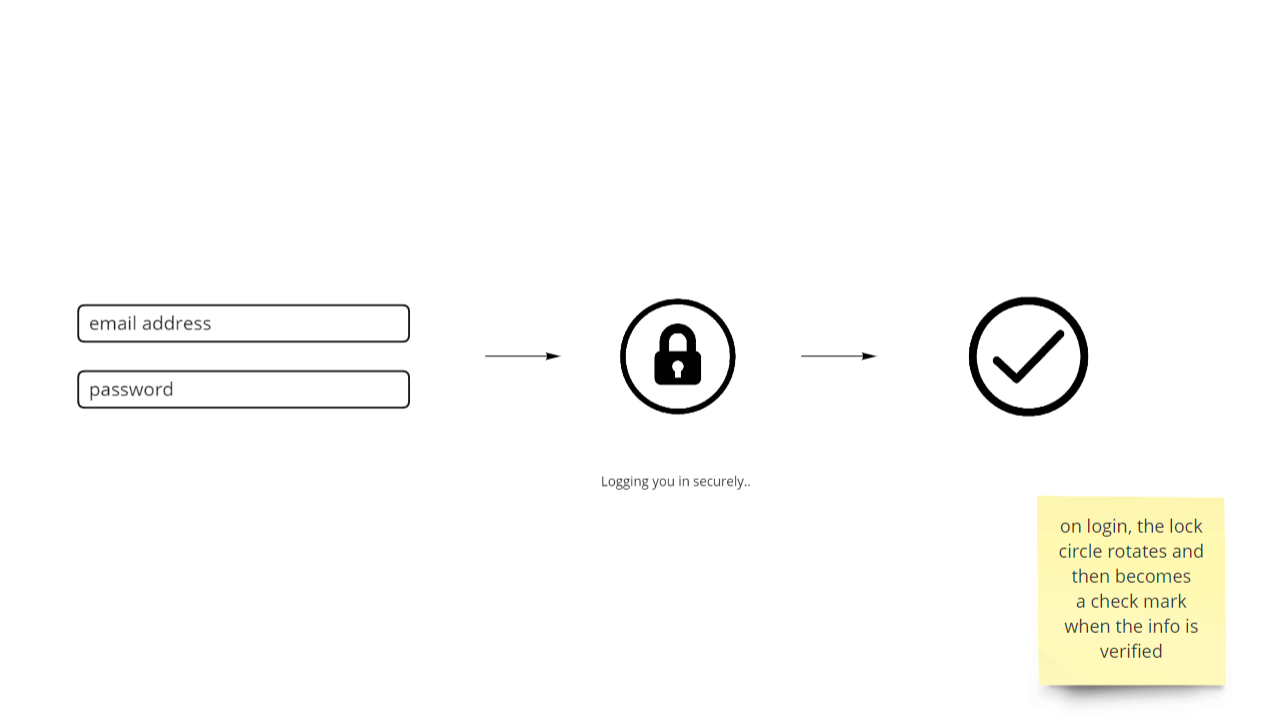 email address
password
Logging you in securely..
on login, the lock
circle rotates and
then becomes
a check mark
when the info is
verified